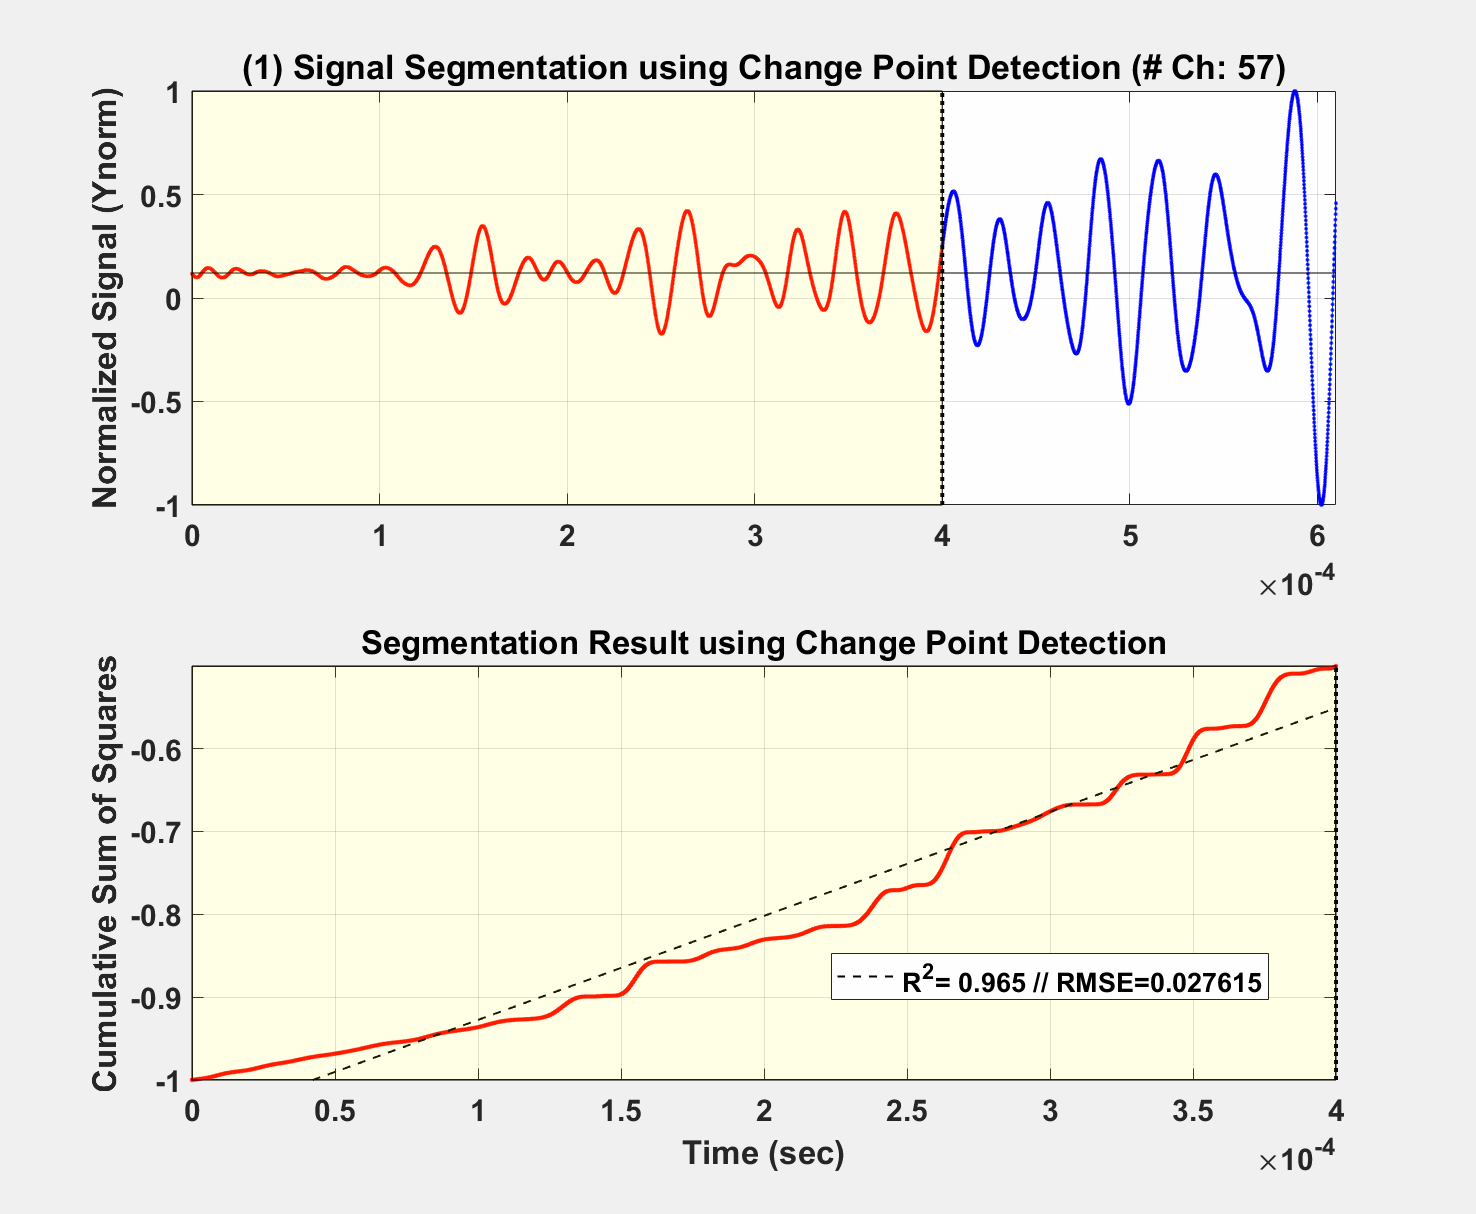 (1) Signal Segmentation using Change Point Detection (# Ch: 57)
Normalized Signal (Ynorm)
1
0.5
0
-0.5
-1
0 1 2 3 4 5 6
×10-4
Segmentation Result using Change Point Detection
Cumulative Sum of Squares
-0.6
-0.7
-0.8
-0.9
-1
R2= 0.965 // RMSE=0.027615
0 0.5 1 1.5 2 2.5 3 3.5 4
Time (sec)
×10-4